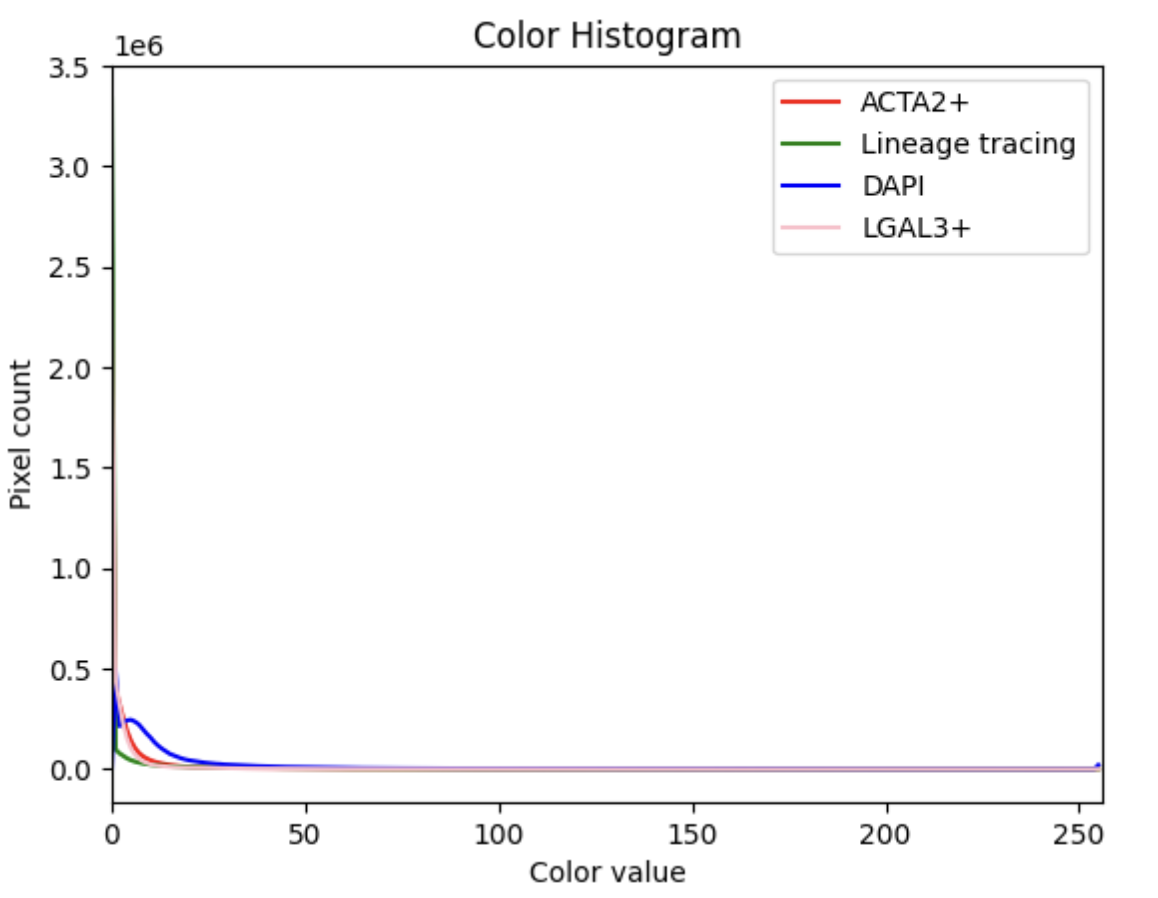 Color Histogram
1e6
3.5
3.0
2.5
2.0
1.5
1.0
0.5
0.0
Pixel count
ACTA2+
Lineage tracing
DAPI
LGAL3+
0 50 100 150 200 250
Color value